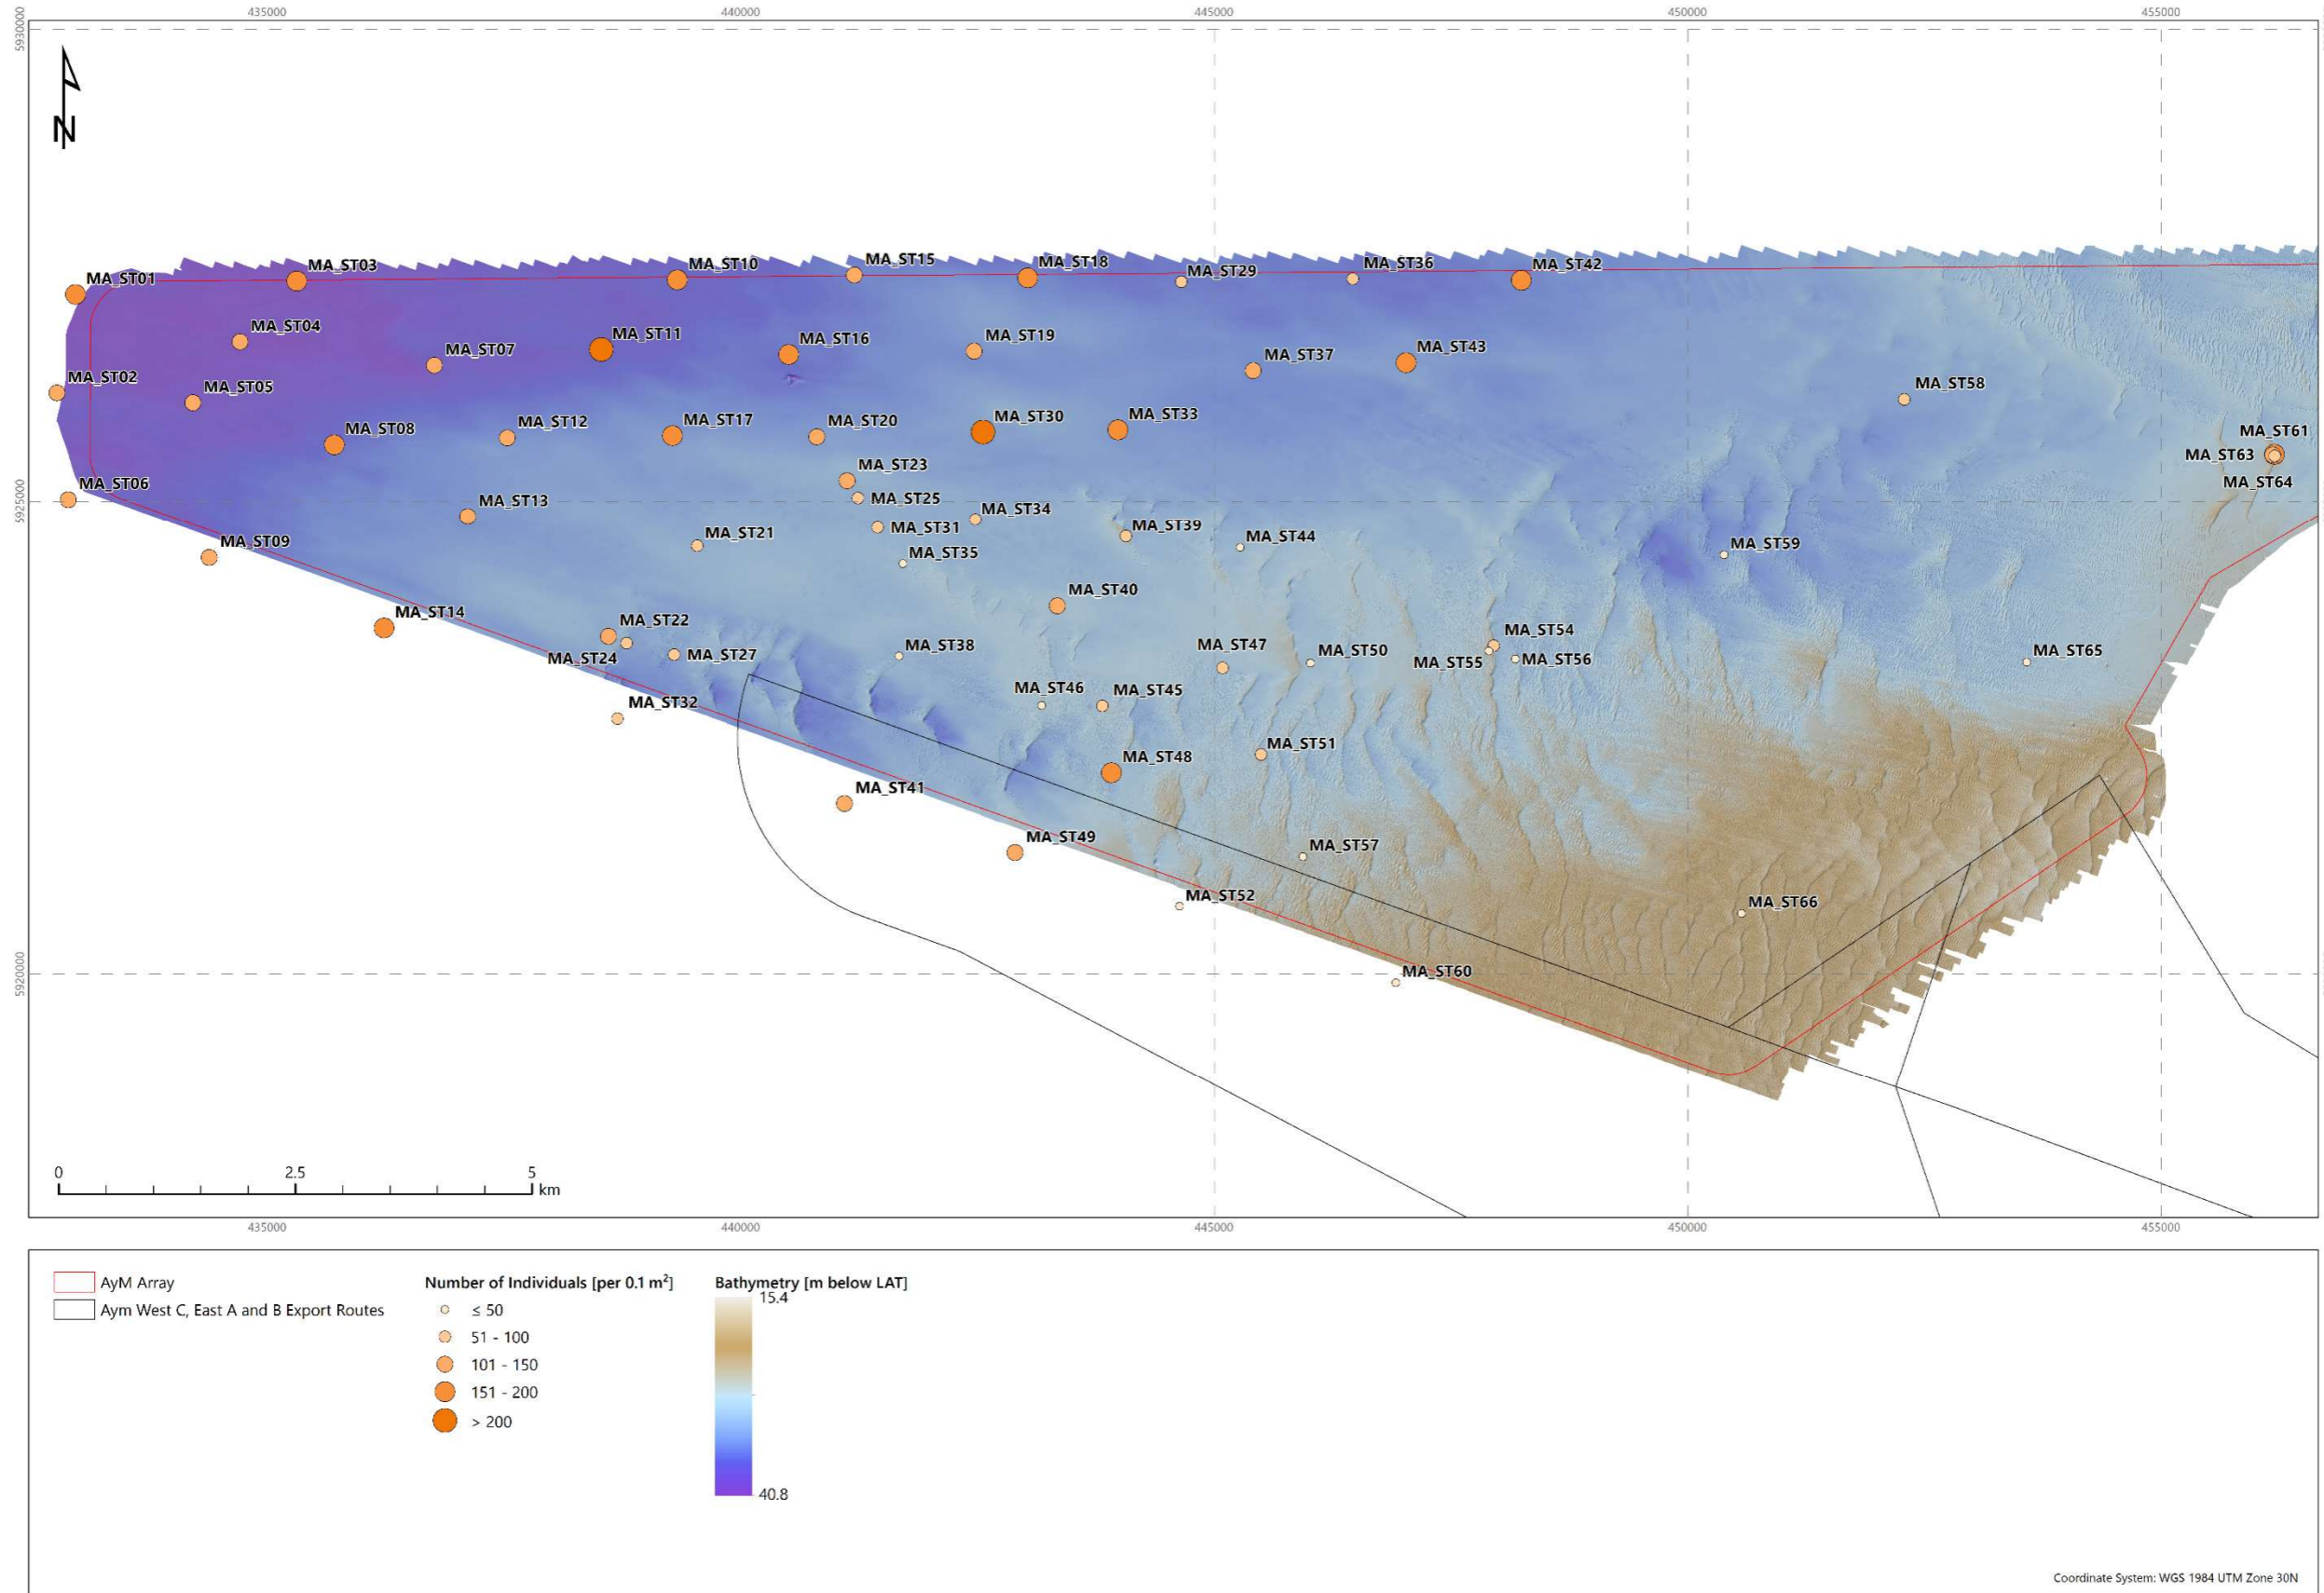 435000 440000 445000 450000 455000
5930000
N
MA_ST15 MA_ST18
MA_ST03 MA_ST10 MA_ST29 MA_ST36 MA_ST42
MA_ST01
MA_ST04 MA_ST11 MA_ST16 MA_ST19
MA_ST07 MA_ST37 MA_ST43
MA_ST02 MA_ST05 MA_ST58
MA_ST08 MA_ST12 MA_ST17 MA_ST20 MA_ST30 MA_ST33
MA_ST61
MA_ST63
MA_ST23
MA_ST06 MA_ST64
5925000
MA_ST13 MA_ST25 MA_ST34
MA_ST21 MA_ST31 MA_ST39
MA_ST09 MA_ST35 MA_ST44 MA_ST59
MA_ST40
MA_ST14 MA_ST22
MA_ST54
MA_ST24 MA_ST27 MA_ST38 MA_ST47 MA_ST50 MA_ST55 MA_ST56 MA_ST65
MA_ST32 MA_ST46 MA_ST45
MA_ST48 MA_ST51
MA_ST41
MA_ST49 MA_ST57
MA_ST52 MA_ST66
5920000
MA_ST60
0 2.5 5
km
435000 440000 445000 450000 455000
AyM Array
Aym West C, East A and B Export Routes
Number of Individuals [per 0.1 m²]
≤ 50
51 - 100
101 - 150
151 - 200
> 200
Bathymetry [m below LAT]
15.4
40.8
Coordinate System: WGS 1984 UTM Zone 30N